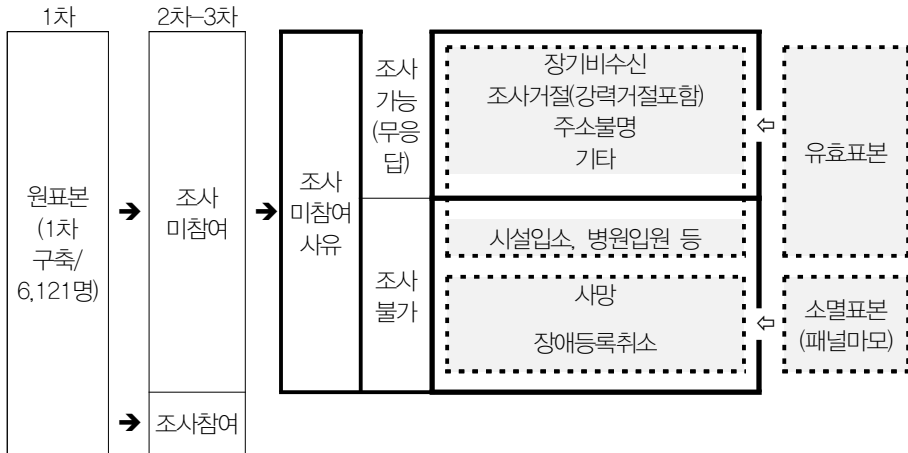 1차
2차-3차
원표본
(1차
구축/
6,121명)
➔
조사
미참여
➔
조사
미참여
사유
조사
가능
(무응
답)
장기비수신
조사거절(강력거절포함)
주소불명
기타
⇦
유효표본
조사
불가
시설입소, 병원입원 등
사망
장애등록취소
⇦
소멸표본
(패널마모)
➔
조사참여